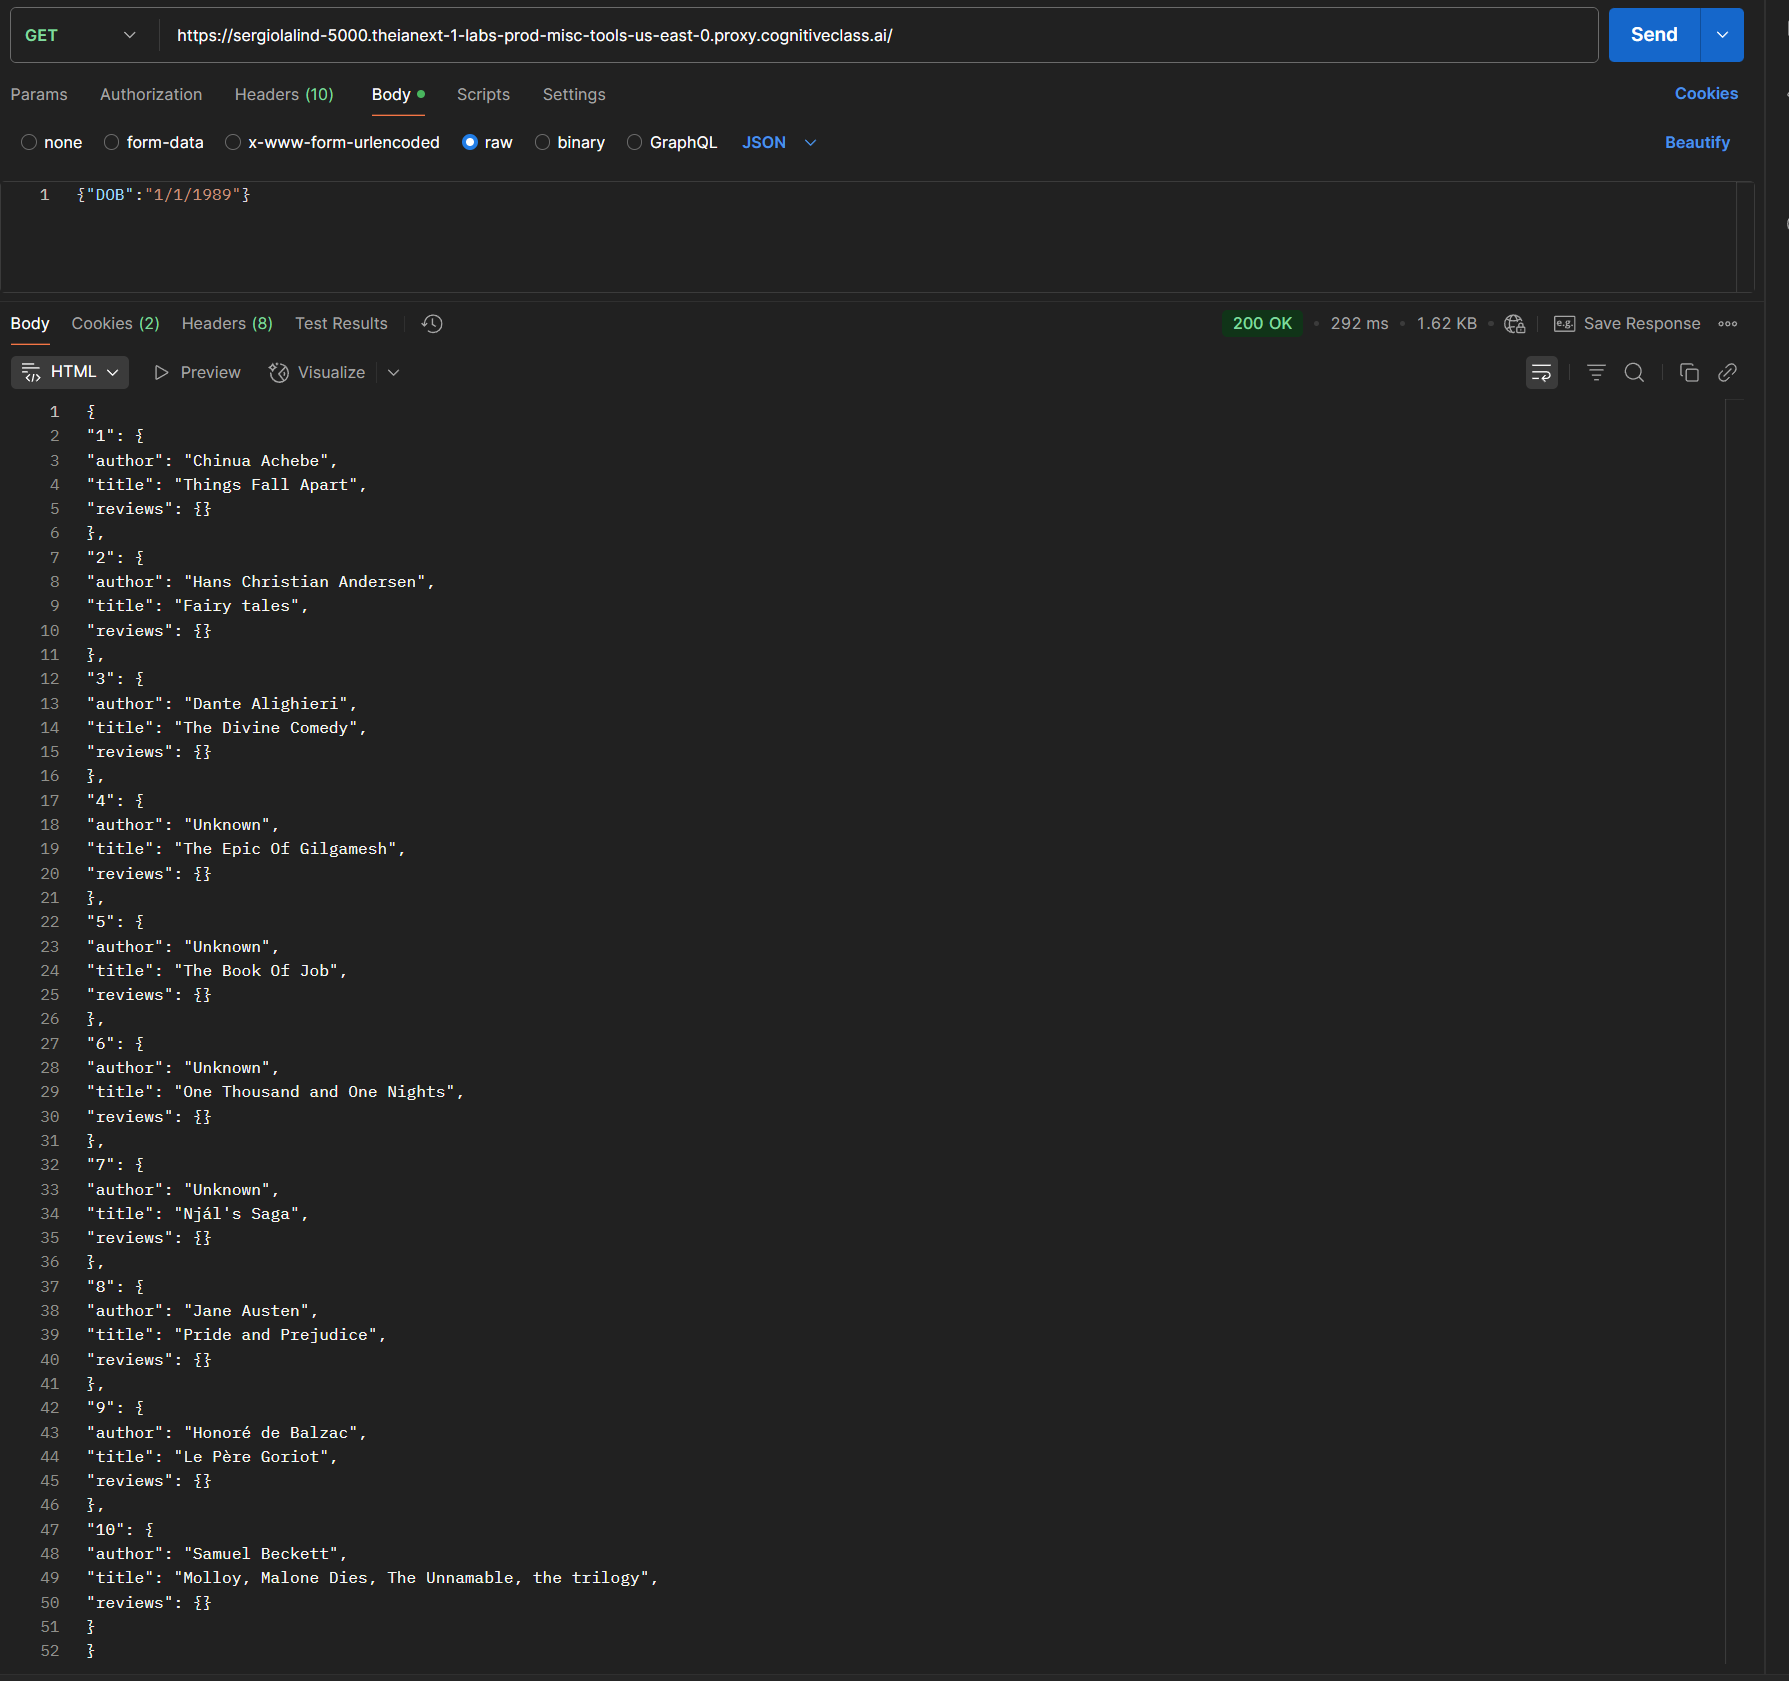 GET https://sergiolalind-5000.theianext-1-labs-prod-misc-tools-us-east-0.proxy.cognitiveclass.ai/ Send
Params Authorization Headers (10) Body Scripts Settings Cookies
none form-data x-www-form-urlencoded raw binary GraphQL JSON Beautify
1 {"DOB":"1/1/1989"}
Body Cookies (2) Headers (8) Test Results 200 OK 292 ms 1.62 KB e.g. Save Response
HTML Preview Visualize
1 {
2 "1": {
3 "author": "Chinua Achebe",
4 "title": "Things Fall Apart",
5 "reviews": {}
6 },
7 "2": {
8 "author": "Hans Christian Andersen",
9 "title": "Fairy tales",
10 "reviews": {}
11 },
12 "3": {
13 "author": "Dante Alighieri",
14 "title": "The Divine Comedy",
15 "reviews": {}
16 },
17 "4": {
18 "author": "Unknown",
19 "title": "The Epic Of Gilgamesh",
20 "reviews": {}
21 },
22 "5": {
23 "author": "Unknown",
24 "title": "The Book Of Job",
25 "reviews": {}
26 },
27 "6": {
28 "author": "Unknown",
29 "title": "One Thousand and One Nights",
30 "reviews": {}
31 },
32 "7": {
33 "author": "Unknown",
34 "title": "Njál's Saga",
35 "reviews": {}
36 },
37 "8": {
38 "author": "Jane Austen",
39 "title": "Pride and Prejudice",
40 "reviews": {}
41 },
42 "9": {
43 "author": "Honoré de Balzac",
44 "title": "Le Père Goriot",
45 "reviews": {}
46 },
47 "10": {
48 "author": "Samuel Beckett",
49 "title": "Molloy, Malone Dies, The Unnamable, the trilogy",
50 "reviews": {}
51 }
52 }